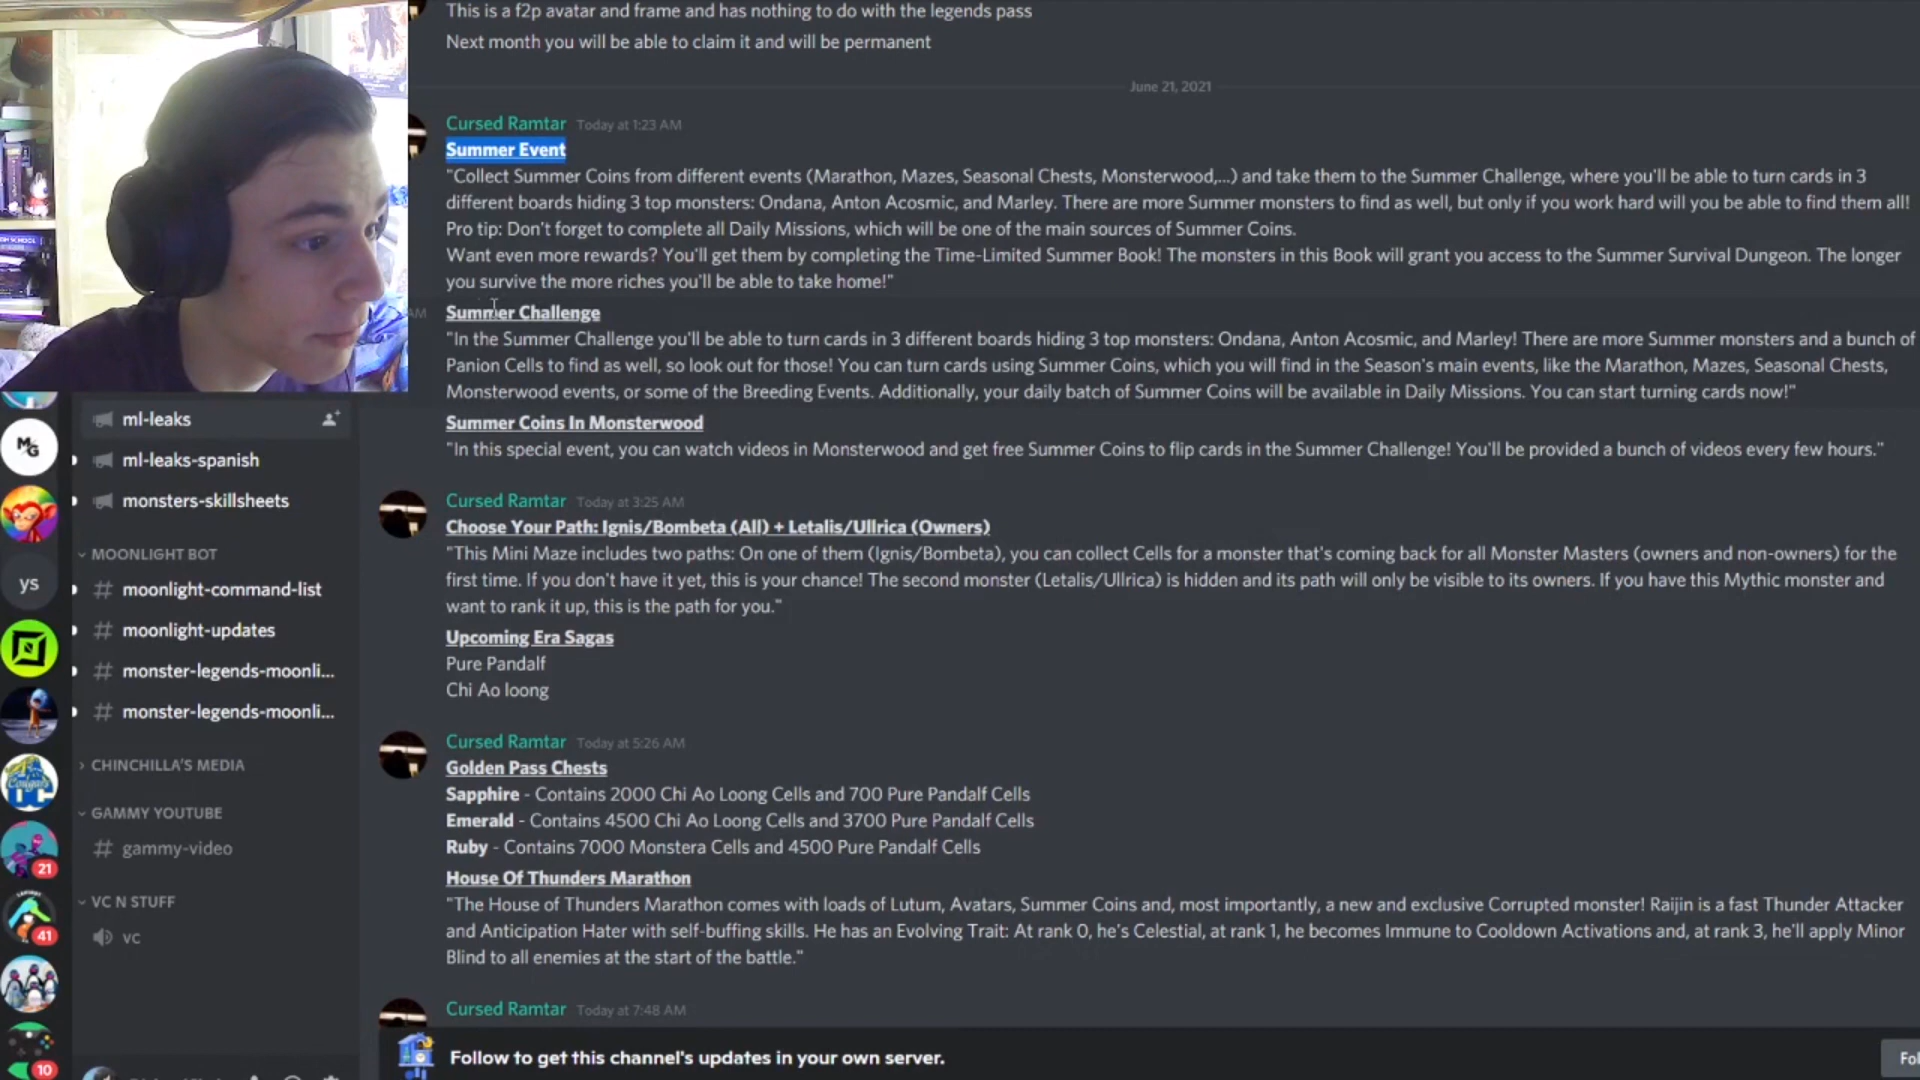 This is a f2p avatar and frame and has nothing to do with the legends pass
Next month you will be able to claim it and will be permanent
June 21, 2021
Cursed Ramtar Today at 1:23 AM
Summer Event
"Collect Summer Coins from different events (Marathon, Mazes, Seasonal Chests, Monsterwood,...) and take them to the Summer Challenge, where you'll be able to turn cards in 3
different boards hiding 3 top monsters: Ondana, Anton Acosmic, and Marley. There are more Summer monsters to find as well, but only if you work hard will you be able to find them all!
Pro tip: Don't forget to complete all Daily Missions, which will be one of the main sources of Summer Coins.
Want even more rewards? You'll get them by completing the Time-Limited Summer Book! The monsters in this Book will grant you access to the Summer Survival Dungeon. The longer
you survive the more riches you'll be able to take home!"
AM
Summer Challenge
"In the Summer Challenge you'll be able to turn cards in 3 different boards hiding 3 top monsters: Ondana, Anton Acosmic, and Marley! There are more Summer monsters and a bunch of
Panion Cells to find as well, so look out for those! You can turn cards using Summer Coins, which you will find in the Season's main events, like the Marathon, Mazes, Seasonal Chests,
Monsterwood events, or some of the Breeding Events. Additionally, your daily batch of Summer Coins will be available in Daily Missions. You can start turning cards now!"
Summer Coins In Monsterwood
"In this special event, you can watch videos in Monsterwood and get free Summer Coins to flip cards in the Summer Challenge! You'll be provided a bunch of videos every few hours."
Cursed Ramtar Today at 3:25 AM
Choose Your Path: Ignis/Bombeta (All) + Letalis/Ullrica (Owners)
"This Mini Maze includes two paths: On one of them (Ignis/Bombeta), you can collect Cells for a monster that's coming back for all Monster Masters (owners and non-owners) for the
first time. If you don't have it yet, this is your chance! The second monster (Letalis/Ullrica) is hidden and its path will only be visible to its owners. If you have this Mythic monster and
want to rank it up, this is the path for you."
Upcoming Era Sagas
Pure Pandalf
Chi Ao loong
Cursed Ramtar Today at 5:26 AM
Golden Pass Chests
Sapphire - Contains 2000 Chi Ao Loong Cells and 700 Pure Pandalf Cells
Emerald - Contains 4500 Chi Ao Loong Cells and 3700 Pure Pandalf Cells
Ruby - Contains 7000 Monstera Cells and 4500 Pure Pandalf Cells
House Of Thunders Marathon
"The House of Thunders Marathon comes with loads of Lutum, Avatars, Summer Coins and, most importantly, a new and exclusive Corrupted monster! Raijin is a fast Thunder Attacker
and Anticipation Hater with self-buffing skills. He has an Evolving Trait: At rank 0, he's Celestial, at rank 1, he becomes Immune to Cooldown Activations and, at rank 3, he'll apply Minor
Blind to all enemies at the start of the battle."
Cursed Ramtar Today at 7:48 AM
Follow to get this channel's updates in your own server.
Fol
ml-leaks
ml-leaks-spanish
monsters-skillsheets
MOONLIGHT BOT
moonlight-command-list
moonlight-updates
monster-legends-moonli...
monster-legends-moonli...
CHINCHILLA'S MEDIA
GAMMY YOUTUBE
gammy-video
VC N STUFF
vc
M/G
ys
21
41
10